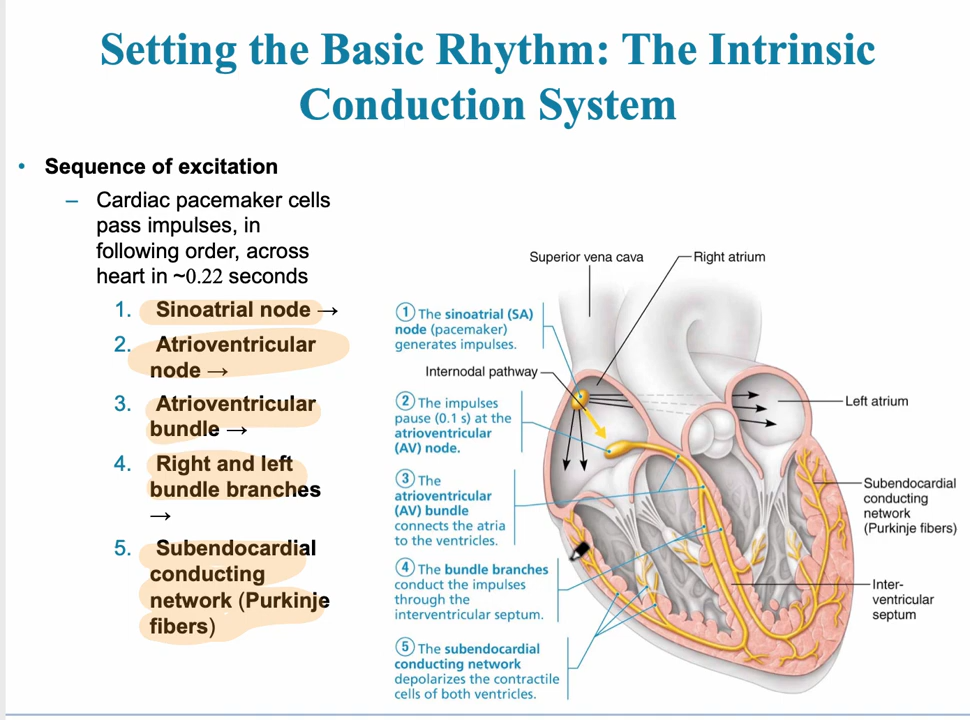 Setting the Basic Rhythm: The Intrinsic
Conduction System
• Sequence of excitation
– Cardiac pacemaker cells
pass impulses, in
following order, across
heart in ~0.22 seconds
1. Sinoatrial node →
2. Atrioventricular
node →
3. Atrioventricular
bundle →
4. Right and left
bundle branches
→
5. Subendocardial
conducting
network (Purkinje
fibers)
Superior vena cava
Right atrium
① The sinoatrial (SA)
node (pacemaker)
generates impulses.
Internodal pathway
② The impulses
pause (0.1 s) at the
atrioventricular
(AV) node.
③ The
atrioventricular
(AV) bundle
connects the atria
to the ventricles.
④ The bundle branches
conduct the impulses
through the
interventricular septum.
⑤ The subendocardial
conducting network
depolarizes the contractile
cells of both ventricles.
Left atrium
Subendocardial
conducting
network
(Purkinje fibers)
Inter-
ventricular
septum